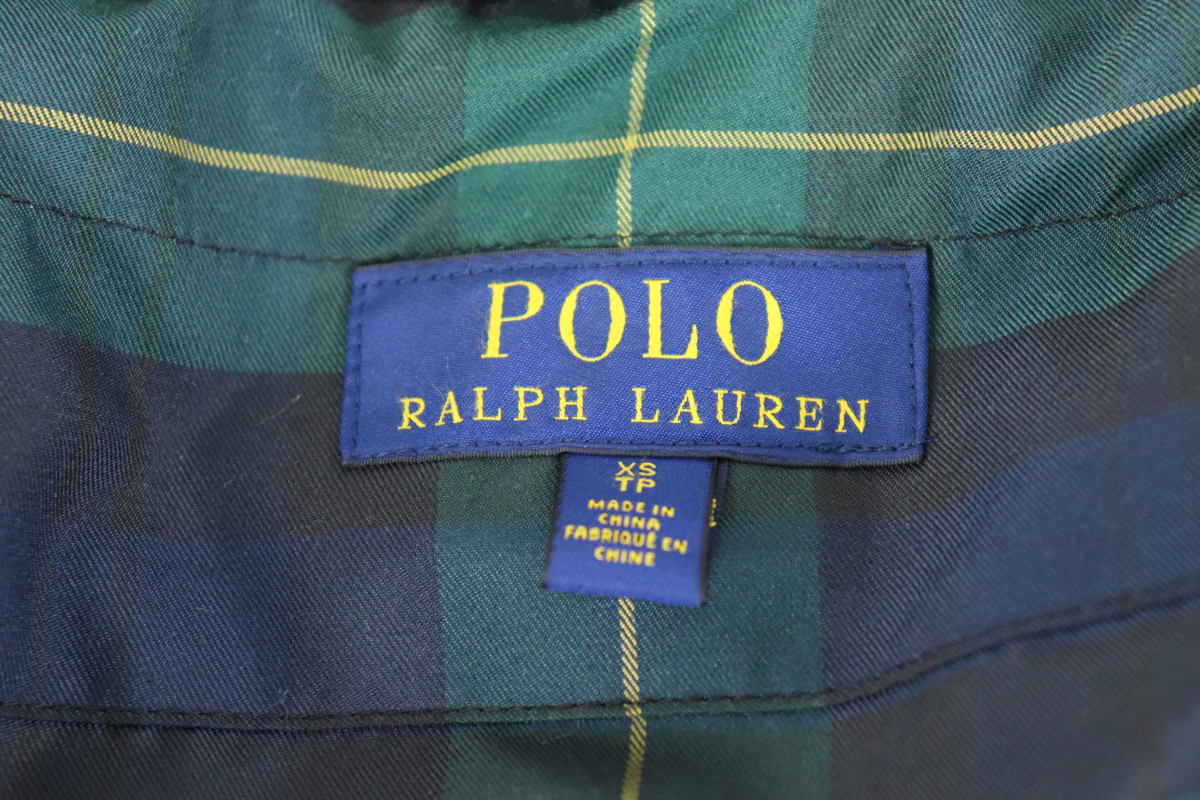 POLO
RALPH LAUREN
XS
TP
MADE IN
CHINA
FABRIQUÉ EN
CHINE